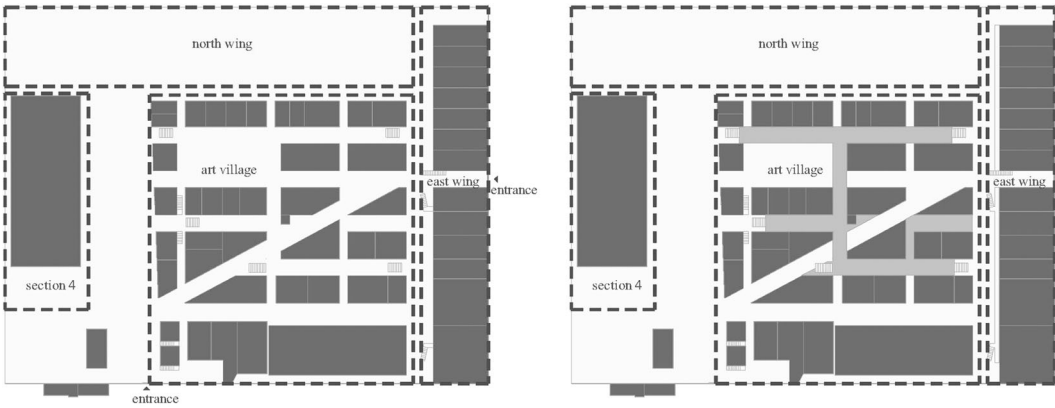 north wing
art village
east wing
entrance
section 4
entrance
north wing
art village
east wing
section 4